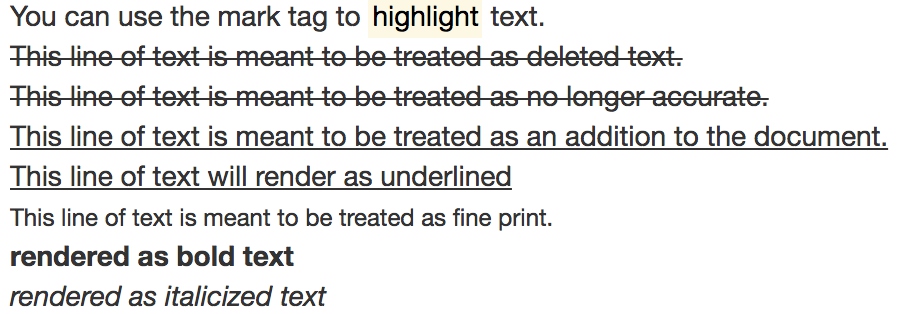 You can use the mark tag to highlight text.
This line of text is meant to be treated as deleted text.
This line of text is meant to be treated as no longer accurate.
This line of text is meant to be treated as an addition to the document.
This line of text will render as underlined
This line of text is meant to be treated as fine print.
rendered as bold text
rendered as italicized text